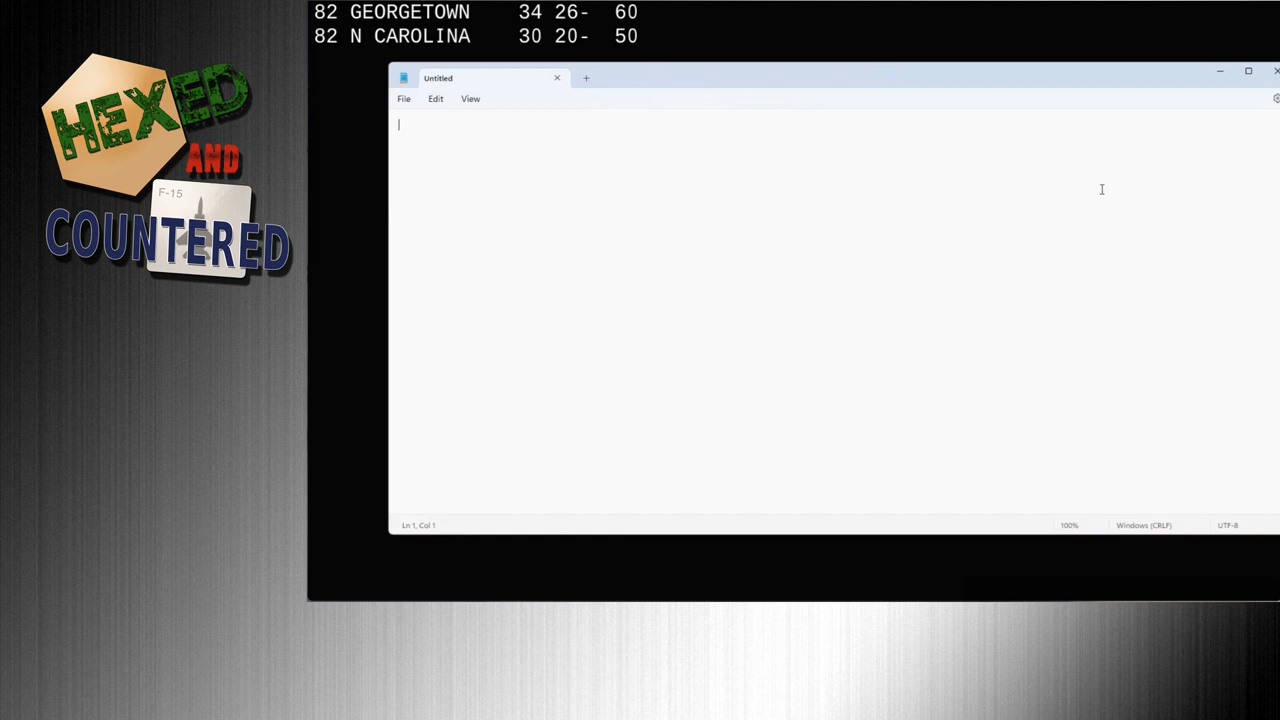 82 GEORGETOWN 34 26- 60
82 N CAROLINA 30 20- 50
HEXED
AND
F-15
COUNTERED
Untitled
File Edit View
Ln 1, Col 1 100% Windows (CRLF) UTF-8